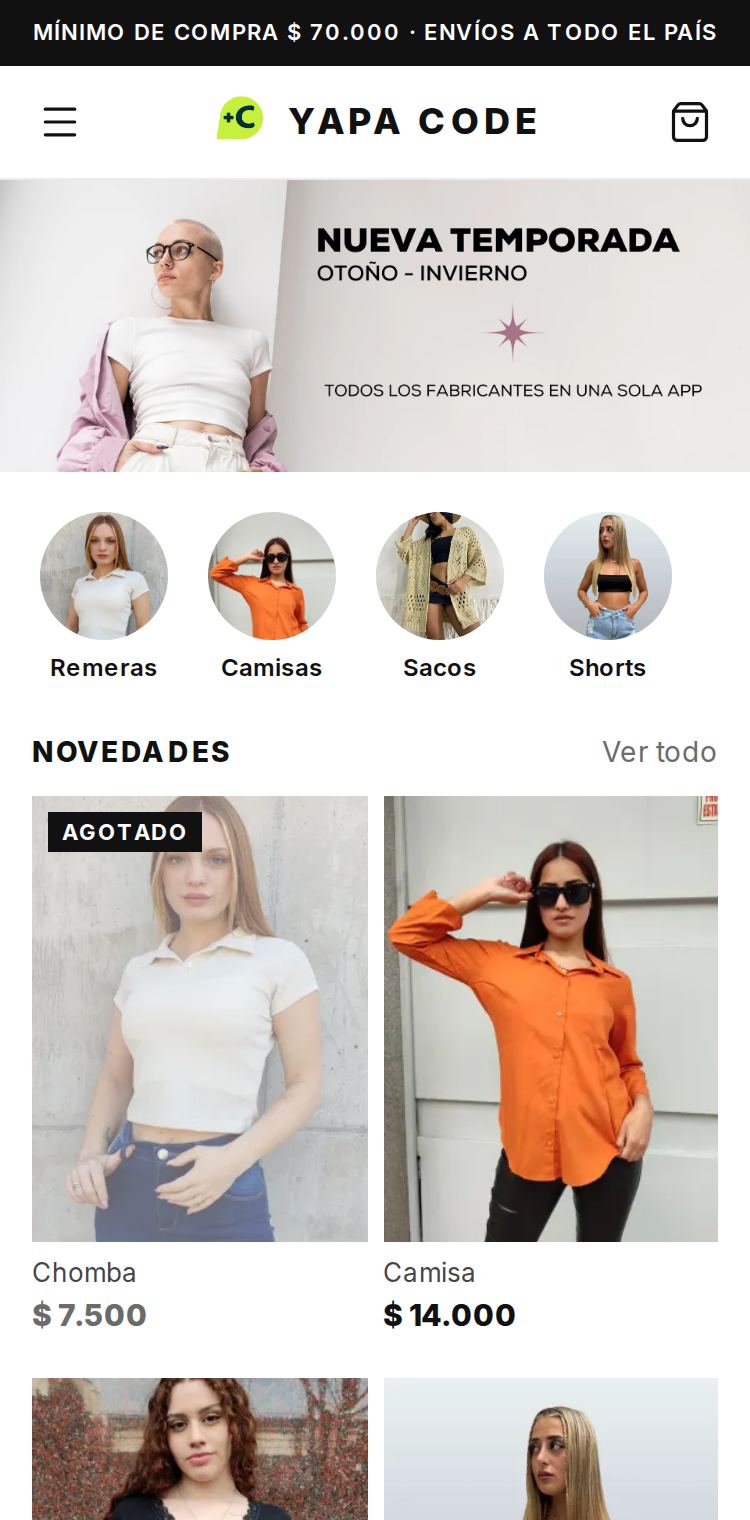 MÍNIMO DE COMPRA $ 70.000 · ENVÍOS A TODO EL PAÍS
+C YAPA CODE
NUEVA TEMPORADA
OTOÑO - INVIERNO
TODOS LOS FABRICANTES EN UNA SOLA APP
Remeras Camisas Sacos Shorts
NOVEDADES Ver todo
AGOTADO
Chomba Camisa
$ 7.500 $ 14.000